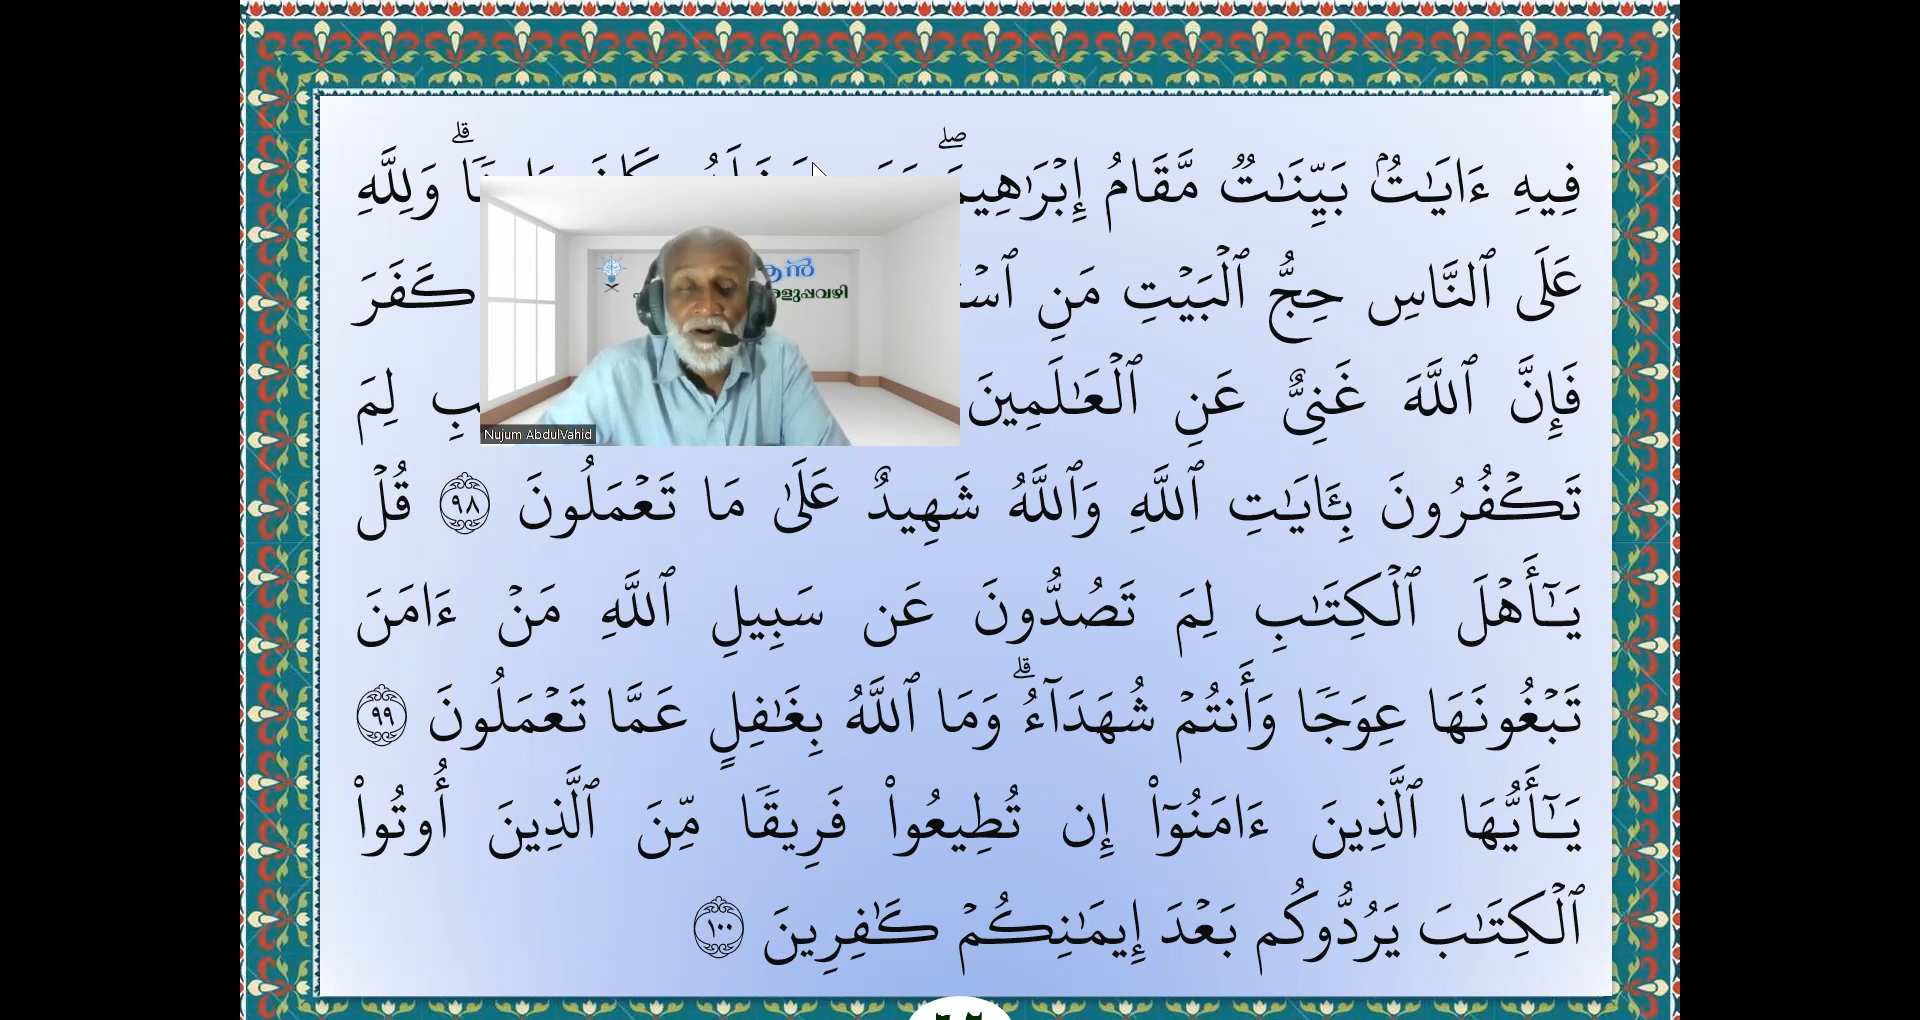 فِيهِ ءَايَـٰتُۢ بَيِّنَـٰتٌ مَّقَامُ إِبْرَٰهِيمَ ۖ وَلِلَّهِ
عَلَى ٱلنَّاسِ حِجُّ ٱلْبَيْتِ مَنِ كَفَرَ
فَإِنَّ ٱللَّهَ غَنِىٌّ عَنِ ٱلْعَـٰلَمِينَ لِمَ
تَكْفُرُونَ بِـَٔايَـٰتِ ٱللَّهِ وَٱللَّهُ شَهِيدٌ عَلَىٰ مَا تَعْمَلُونَ ٩٨ قُلْ
يَـٰٓأَهْلَ ٱلْكِتَـٰبِ لِمَ تَصُدُّونَ عَن سَبِيلِ ٱللَّهِ مَنْ ءَامَنَ
تَبْغُونَهَا عِوَجًا وَأَنتُمْ شُهَدَآءُ ۗ وَمَا ٱللَّهُ بِغَـٰفِلٍ عَمَّا تَعْمَلُونَ ٩٩
يَـٰٓأَيُّهَا ٱلَّذِينَ ءَامَنُوٓا۟ إِن تُطِيعُوا۟ فَرِيقًا مِّنَ ٱلَّذِينَ أُوتُوا۟
ٱلْكِتَـٰبَ يَرُدُّوكُم بَعْدَ إِيمَـٰنِكُمْ كَـٰفِرِينَ ١٠٠
Nujum AbdulVahid